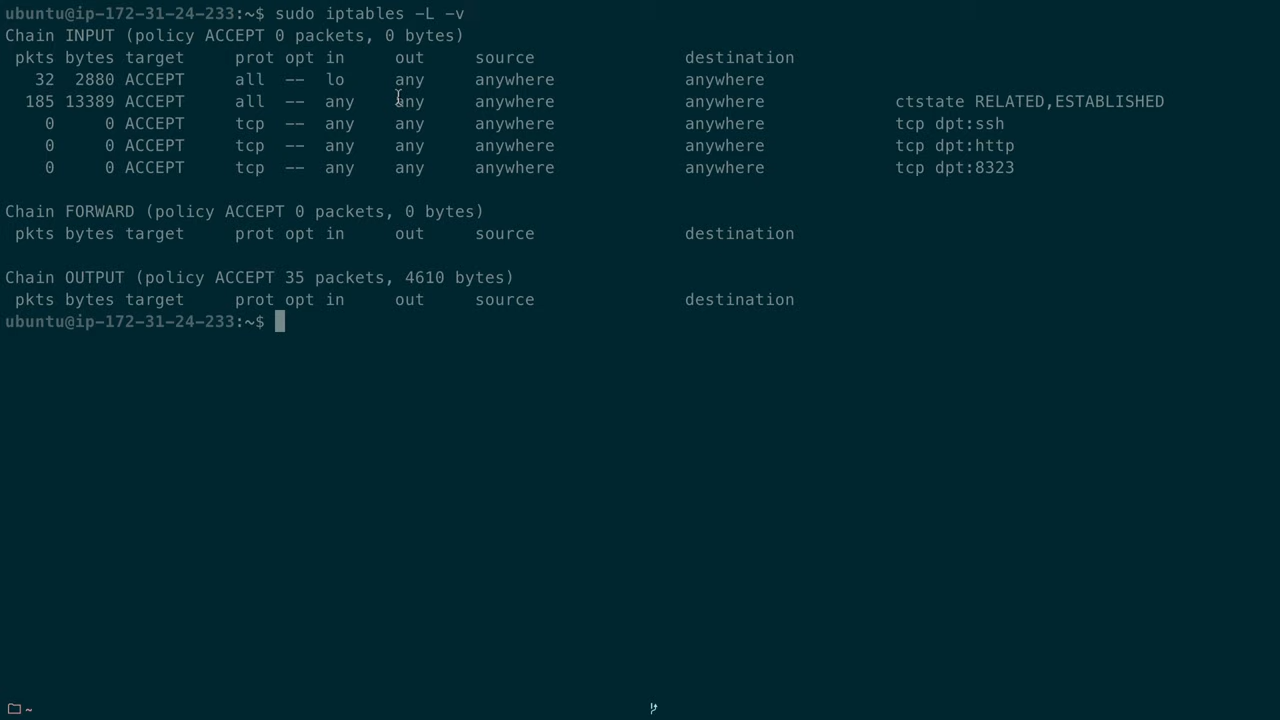 ubuntu@ip-172-31-24-233:~$ sudo iptables -L -v
Chain INPUT (policy ACCEPT 0 packets, 0 bytes)
 pkts bytes target     prot opt in     out     source               destination
   32  2880 ACCEPT     all  --  lo     any     anywhere             anywhere
  185 13389 ACCEPT     all  --  any    any     anywhere             anywhere             ctstate RELATED,ESTABLISHED
    0     0 ACCEPT     tcp  --  any    any     anywhere             anywhere             tcp dpt:ssh
    0     0 ACCEPT     tcp  --  any    any     anywhere             anywhere             tcp dpt:http
    0     0 ACCEPT     tcp  --  any    any     anywhere             anywhere             tcp dpt:8323
Chain FORWARD (policy ACCEPT 0 packets, 0 bytes)
 pkts bytes target     prot opt in     out     source               destination
Chain OUTPUT (policy ACCEPT 35 packets, 4610 bytes)
 pkts bytes target     prot opt in     out     source               destination
ubuntu@ip-172-31-24-233:~$
~